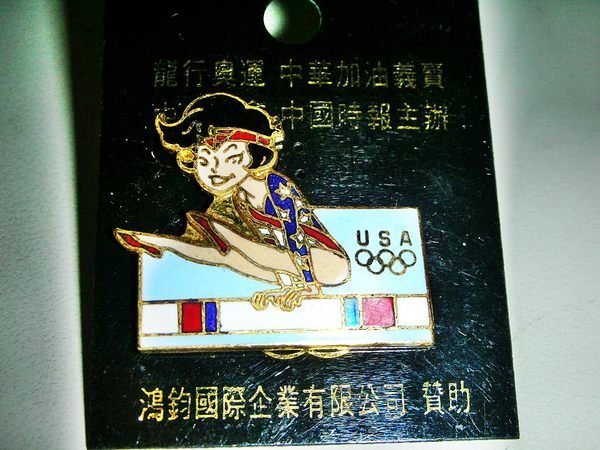 龍行奧運 中華加油義賣
中國時報主辦
USA
鴻鈞國際企業有限公司 贊助